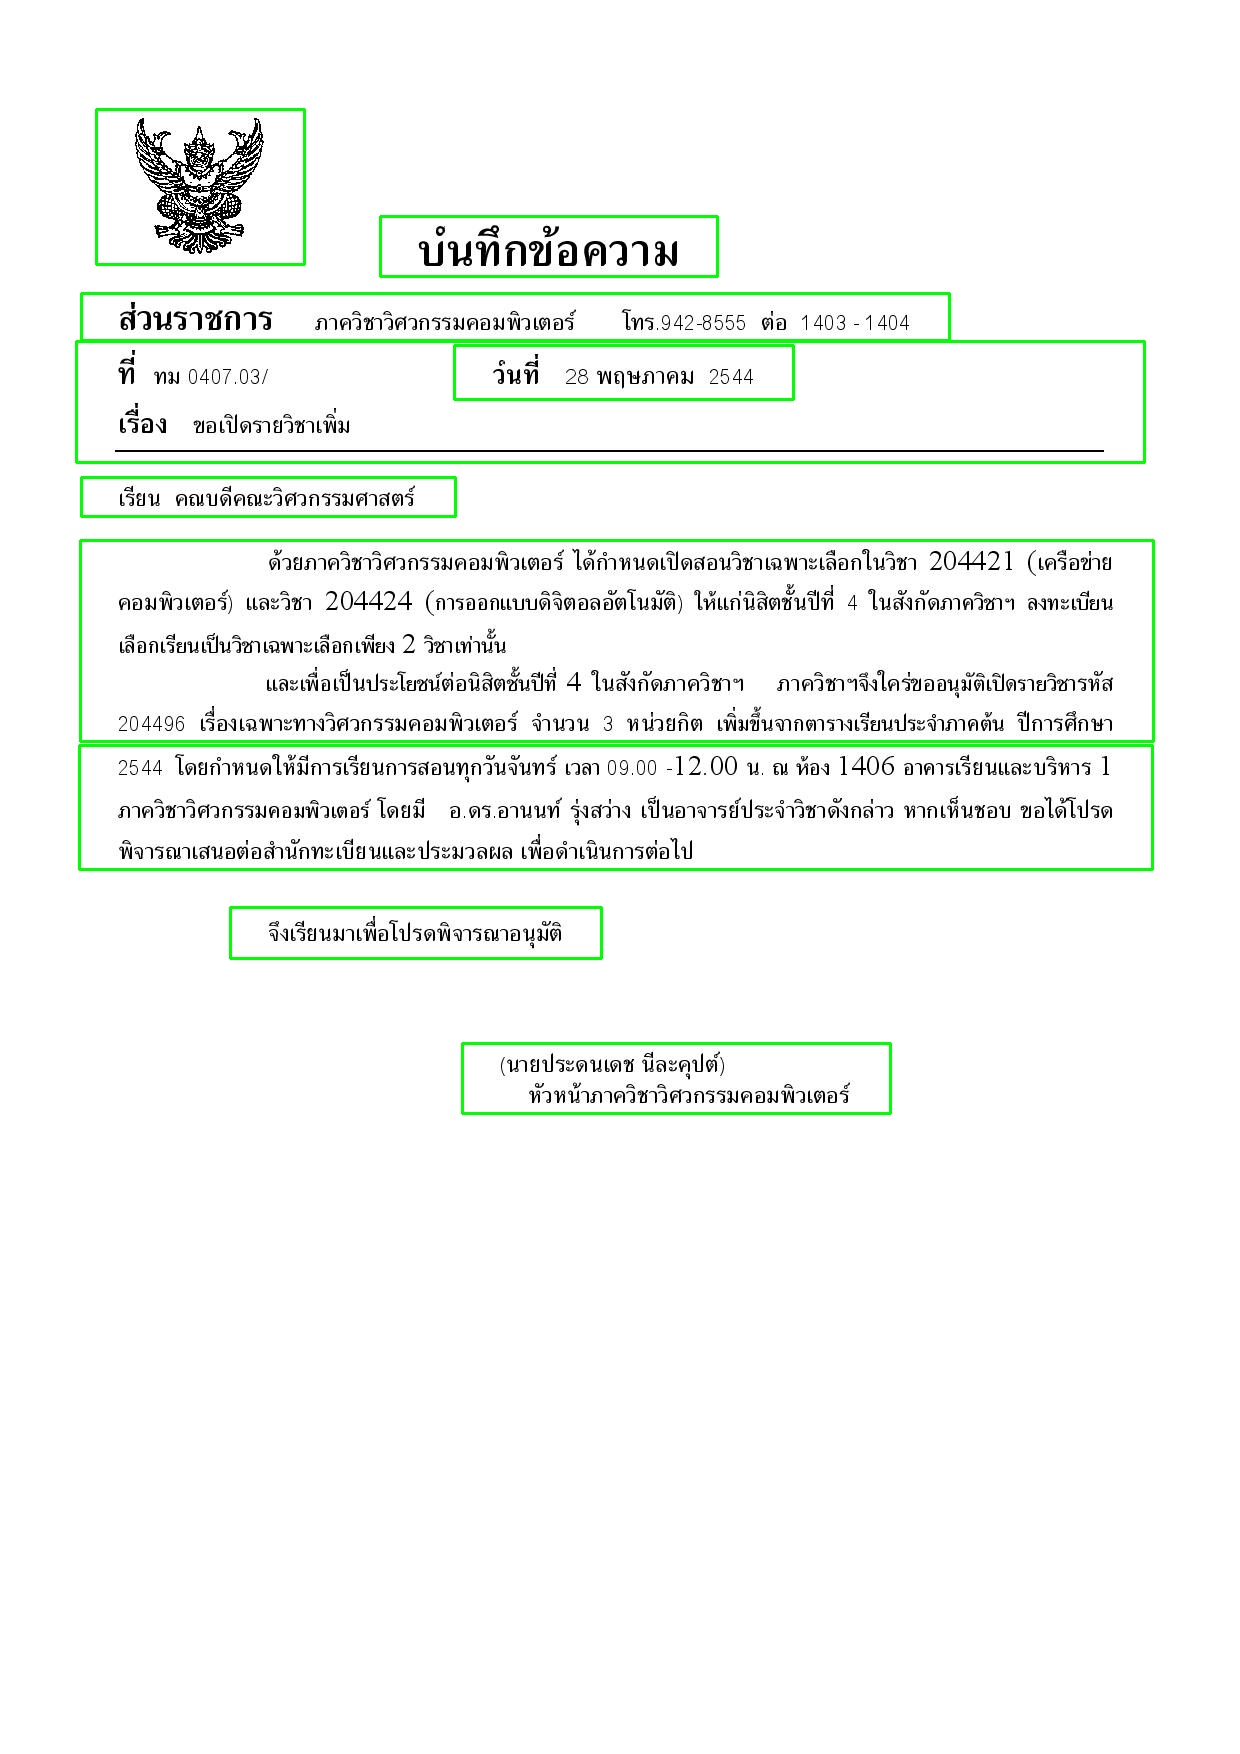 บันทึกข้อความ
ส่วนราชการ ภาควิชาวิศวกรรมคอมพิวเตอร์ โทร.942-8555 ต่อ 1403 - 1404
ที่ ทม 0407.03/ วันที่ 28 พฤษภาคม 2544
เรื่อง ขอเปิดรายวิชาเพิ่ม
เรียน คณบดีคณะวิศวกรรมศาสตร์
ด้วยภาควิชาวิศวกรรมคอมพิวเตอร์ ได้กำหนดเปิดสอนวิชาเฉพาะเลือกในวิชา 204421 (เครือข่าย
คอมพิวเตอร์) และวิชา 204424 (การออกแบบดิจิตอลอัตโนมัติ) ให้แก่นิสิตชั้นปีที่ 4 ในสังกัดภาควิชาฯ ลงทะเบียน
เลือกเรียนเป็นวิชาเฉพาะเลือกเพียง 2 วิชาเท่านั้น
และเพื่อเป็นประโยชน์ต่อนิสิตชั้นปีที่ 4 ในสังกัดภาควิชาฯ ภาควิชาฯจึงใคร่ขออนุมัติเปิดรายวิชารหัส
204496 เรื่องเฉพาะทางวิศวกรรมคอมพิวเตอร์ จำนวน 3 หน่วยกิต เพิ่มขึ้นจากตารางเรียนประจำภาคต้น ปีการศึกษา
2544 โดยกำหนดให้มีการเรียนการสอนทุกวันจันทร์ เวลา 09.00 -12.00 น. ณ ห้อง 1406 อาคารเรียนและบริหาร 1
ภาควิชาวิศวกรรมคอมพิวเตอร์ โดยมี อ.ดร.อานนท์ รุ่งสว่าง เป็นอาจารย์ประจำวิชาดังกล่าว หากเห็นชอบ ขอได้โปรด
พิจารณาเสนอต่อสำนักทะเบียนและประมวลผล เพื่อดำเนินการต่อไป
จึงเรียนมาเพื่อโปรดพิจารณาอนุมัติ
(นายประดนเดช นีละคุปต์)
หัวหน้าภาควิชาวิศวกรรมคอมพิวเตอร์